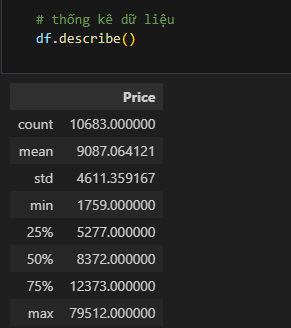 # thống kê dữ liệu
df.describe()
Price
count 10683.000000
mean 9087.064121
std 4611.359167
min 1759.000000
25% 5277.000000
50% 8372.000000
75% 12373.000000
max 79512.000000